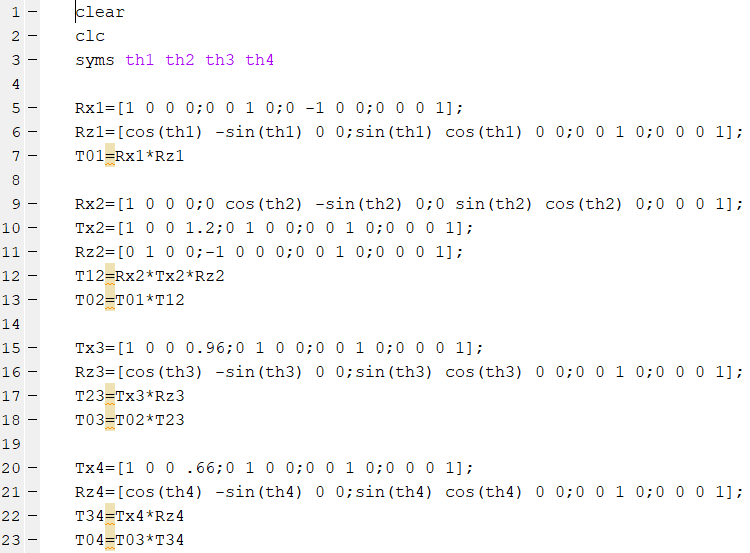 1 – clear
2 – clc
3 – syms th1 th2 th3 th4
4
5 – Rx1=[1 0 0 0;0 0 1 0;0 -1 0 0;0 0 0 1];
6 – Rz1=[cos(th1) -sin(th1) 0 0;sin(th1) cos(th1) 0 0;0 0 1 0;0 0 0 1];
7 – T01=Rx1*Rz1
8
9 – Rx2=[1 0 0 0;0 cos(th2) -sin(th2) 0;0 sin(th2) cos(th2) 0;0 0 0 1];
10 – Tx2=[1 0 0 1.2;0 1 0 0;0 0 1 0;0 0 0 1];
11 – Rz2=[0 1 0 0;-1 0 0 0;0 0 1 0;0 0 0 1];
12 – T12=Rx2*Tx2*Rz2
13 – T02=T01*T12
14
15 – Tx3=[1 0 0 0.96;0 1 0 0;0 0 1 0;0 0 0 1];
16 – Rz3=[cos(th3) -sin(th3) 0 0;sin(th3) cos(th3) 0 0;0 0 1 0;0 0 0 1];
17 – T23=Tx3*Rz3
18 – T03=T02*T23
19
20 – Tx4=[1 0 0 .66;0 1 0 0;0 0 1 0;0 0 0 1];
21 – Rz4=[cos(th4) -sin(th4) 0 0;sin(th4) cos(th4) 0 0;0 0 1 0;0 0 0 1];
22 – T34=Tx4*Rz4
23 – T04=T03*T34